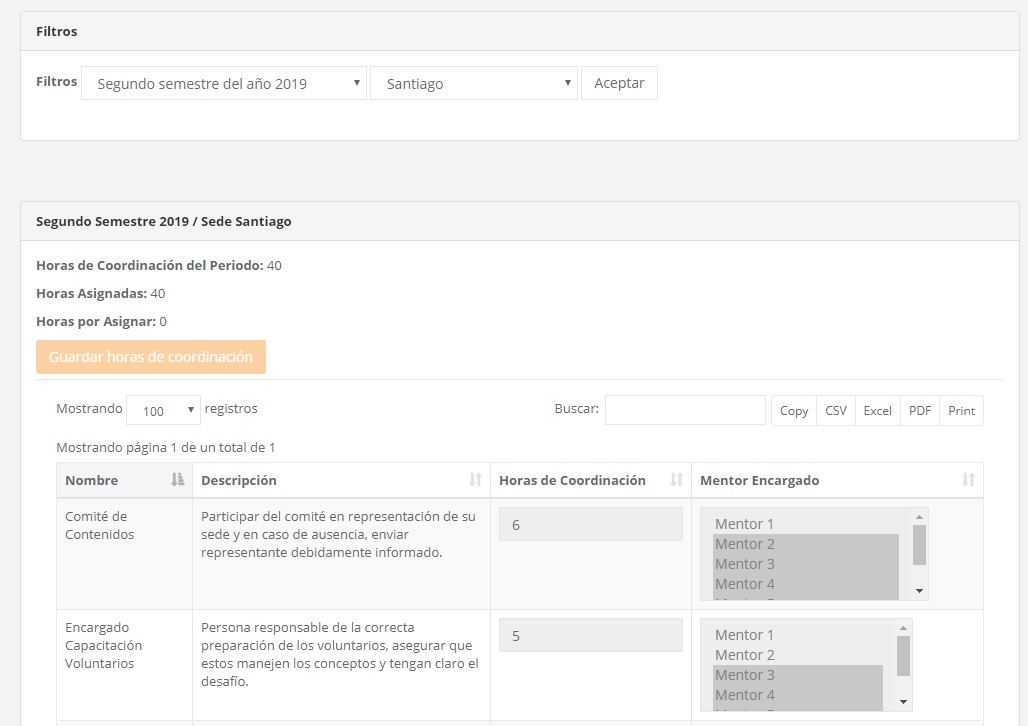 Filtros
Filtros Segundo semestre del año 2019 Santiago Aceptar
Segundo Semestre 2019 / Sede Santiago
Horas de Coordinación del Periodo: 40
Horas Asignadas: 40
Horas por Asignar: 0
Guardar horas de coordinación
Mostrando 100 registros Buscar: Copy CSV Excel PDF Print
Mostrando página 1 de un total de 1
Nombre Descripción Horas de Coordinación Mentor Encargado
Comité de
Contenidos
Participar del comité en representación de su
sede y en caso de ausencia, enviar
representante debidamente informado.
6
Mentor 1
Mentor 2
Mentor 3
Mentor 4
Encargado
Capacitación
Voluntarios
Persona responsable de la correcta
preparación de los voluntarios, asegurar que
estos manejen los conceptos y tengan claro el
desafío.
5
Mentor 1
Mentor 2
Mentor 3
Mentor 4